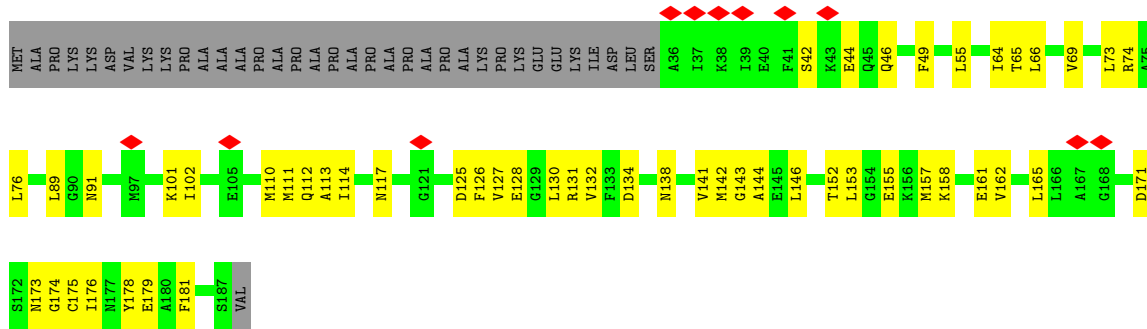 MET ALA PRO LYS LYS ASP VAL LYS LYS PRO ALA ALA ALA PRO ALA PRO ALA PRO ALA PRO ALA PRO ALA PRO ALA LYS PRO LYS GLU GLU LYS ILE ASP LEU SER A36 I37 K38 I39 E40 F41 S42 K43 E44 Q45 Q46 F49 L55 I64 T65 L66 V69 L73 R74 A75
L76 L89 G90 N91 M97 K101 I102 E105 M110 M111 Q112 A113 I114 N117 G121 D125 F126 V127 E128 G129 L130 R131 V132 F133 D134 N138 V141 M142 G143 A144 E145 L146 T152 L153 G154 E155 K156 M157 K158 E161 V162 L165 L166 A167 G168 D171
S172 N173 G174 C175 I176 N177 Y178 E179 A180 F181 S187 VAL